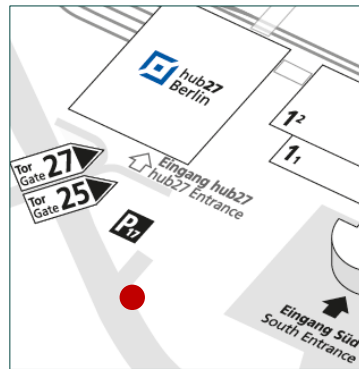 hub27
Berlin
1²
1₁
Tor
Gate 27
Tor
Gate 25
Eingang hub27
hub27 Entrance
P17
Eingang Süd
South Entrance